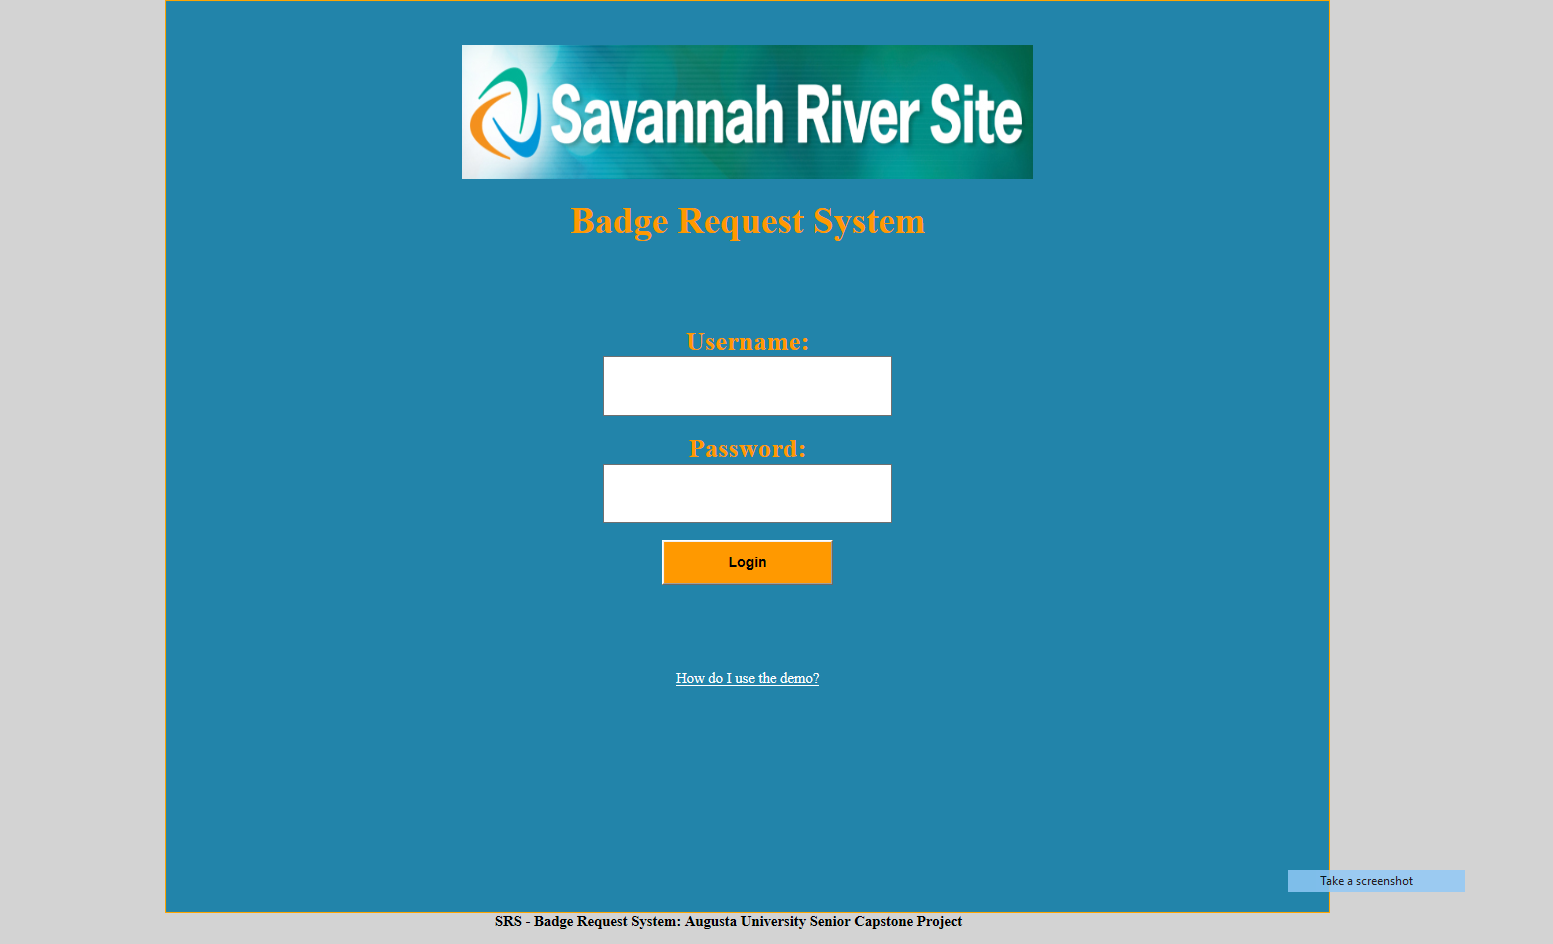 Savannah River Site
Badge Request System
Username:
Password:
Login
How do I use the demo?
Take a screenshot
SRS - Badge Request System: Augusta University Senior Capstone Project